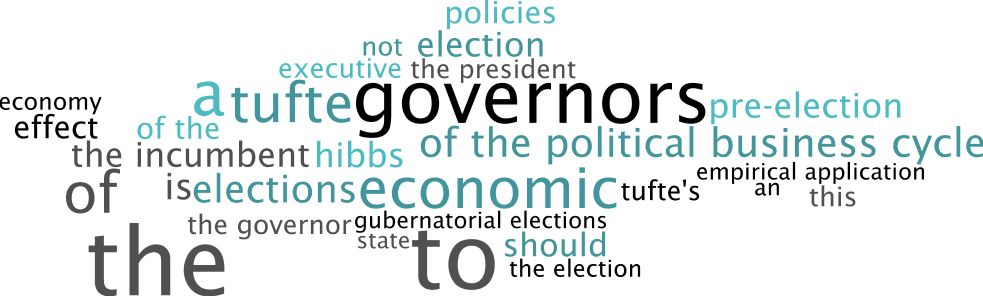 policies
not election
executive the president
economy a tufte governors pre-election
effect of the of the political business cycle
the incumbent hibbs
empirical application
of is elections economic tufte's an this
the governor gubernatorial elections
state
the to should
the election